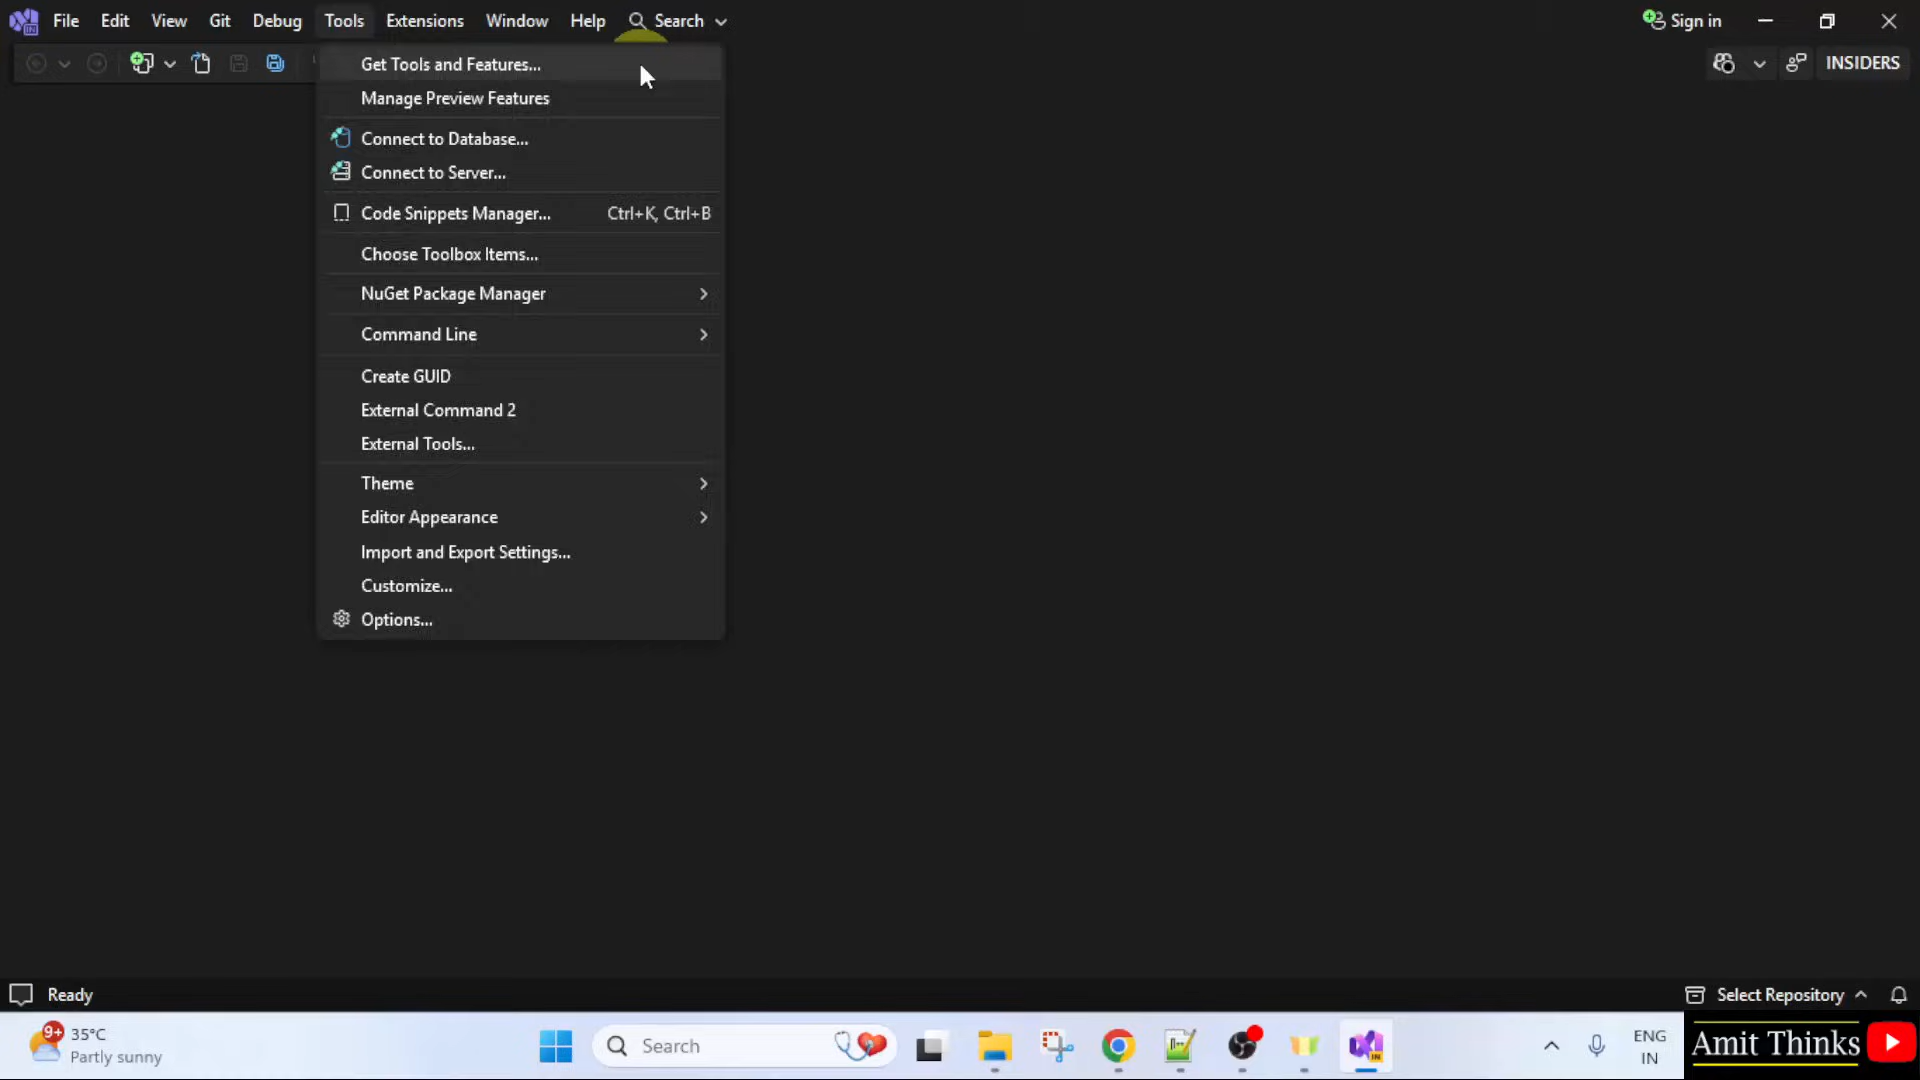 File Edit View Git Debug Tools Extensions Window Help Search
Sign in
INSIDERS
Get Tools and Features...
Manage Preview Features
Connect to Database...
Connect to Server...
Code Snippets Manager... Ctrl+K, Ctrl+B
Choose Toolbox Items...
NuGet Package Manager
Command Line
Create GUID
External Command 2
External Tools...
Theme
Editor Appearance
Import and Export Settings...
Customize...
Options...
Ready
Select Repository
9+
35°C
Partly sunny
Search
IN
ENG
IN
Amit Thinks